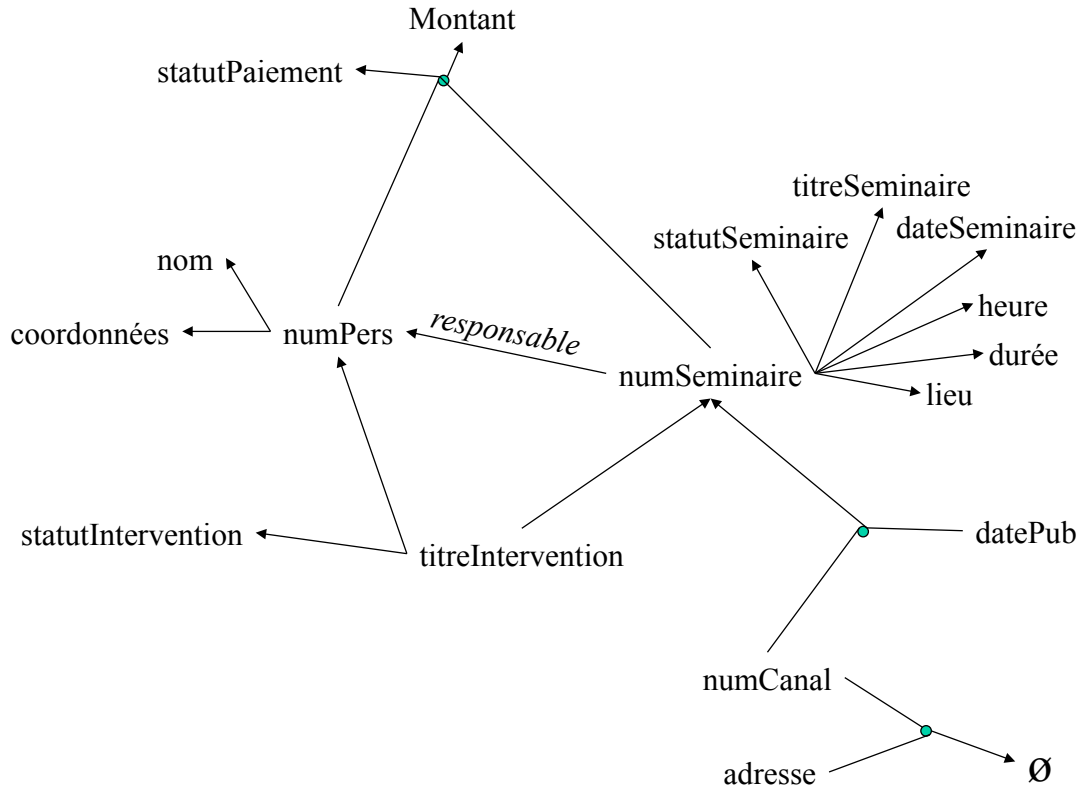 Montant
statutPaiement
titreSeminaire
statutSeminaire
dateSeminaire
nom
heure
coordonnées
numPers
responsable
durée
numSeminaire
lieu
statutIntervention
titreIntervention
datePub
numCanal
adresse
Ø